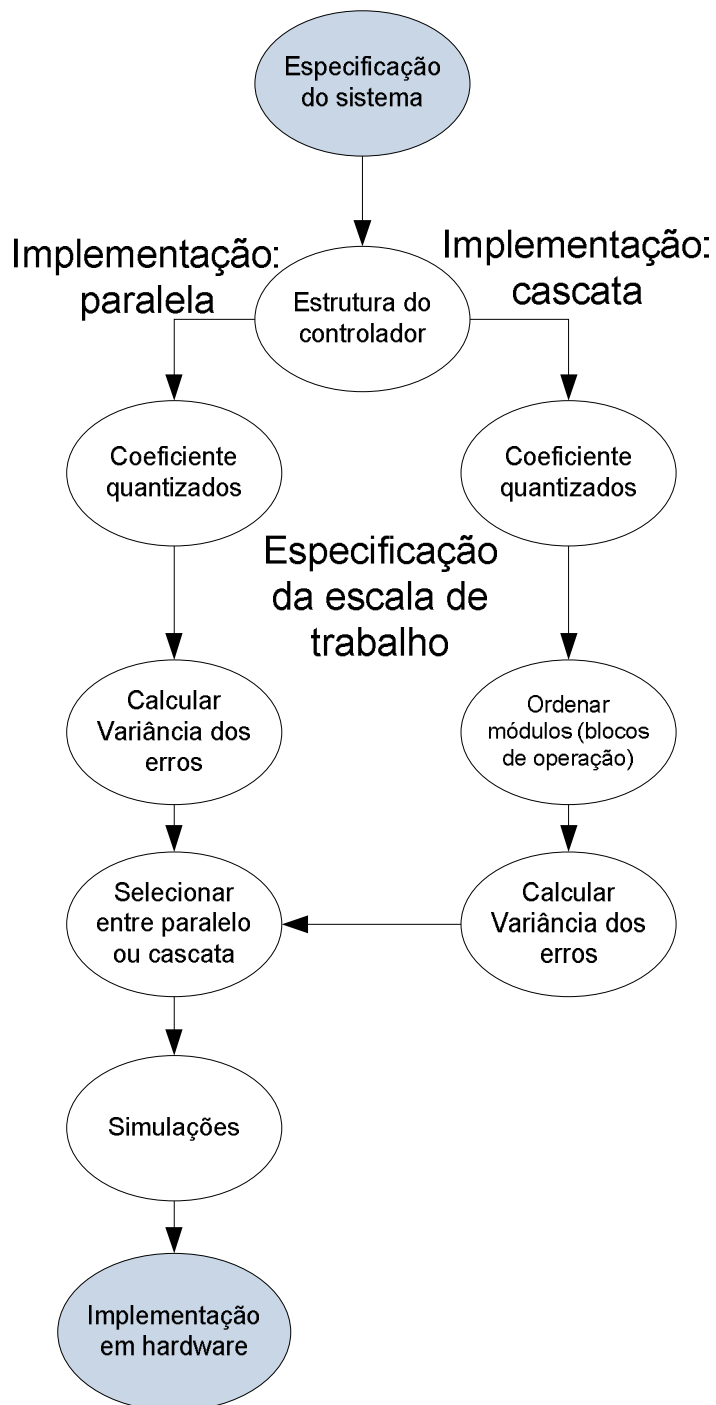 Especificação
do sistema
Implementação:
paralela
Implementação:
cascata
Estrutura do
controlador
Coeficiente
quantizados
Coeficiente
quantizados
Especificação
da escala de
trabalho
Calcular
Variância dos
erros
Ordenar
módulos (blocos
de operação)
Selecionar
entre paralelo
ou cascata
Calcular
Variância dos
erros
Simulações
Implementação
em hardware